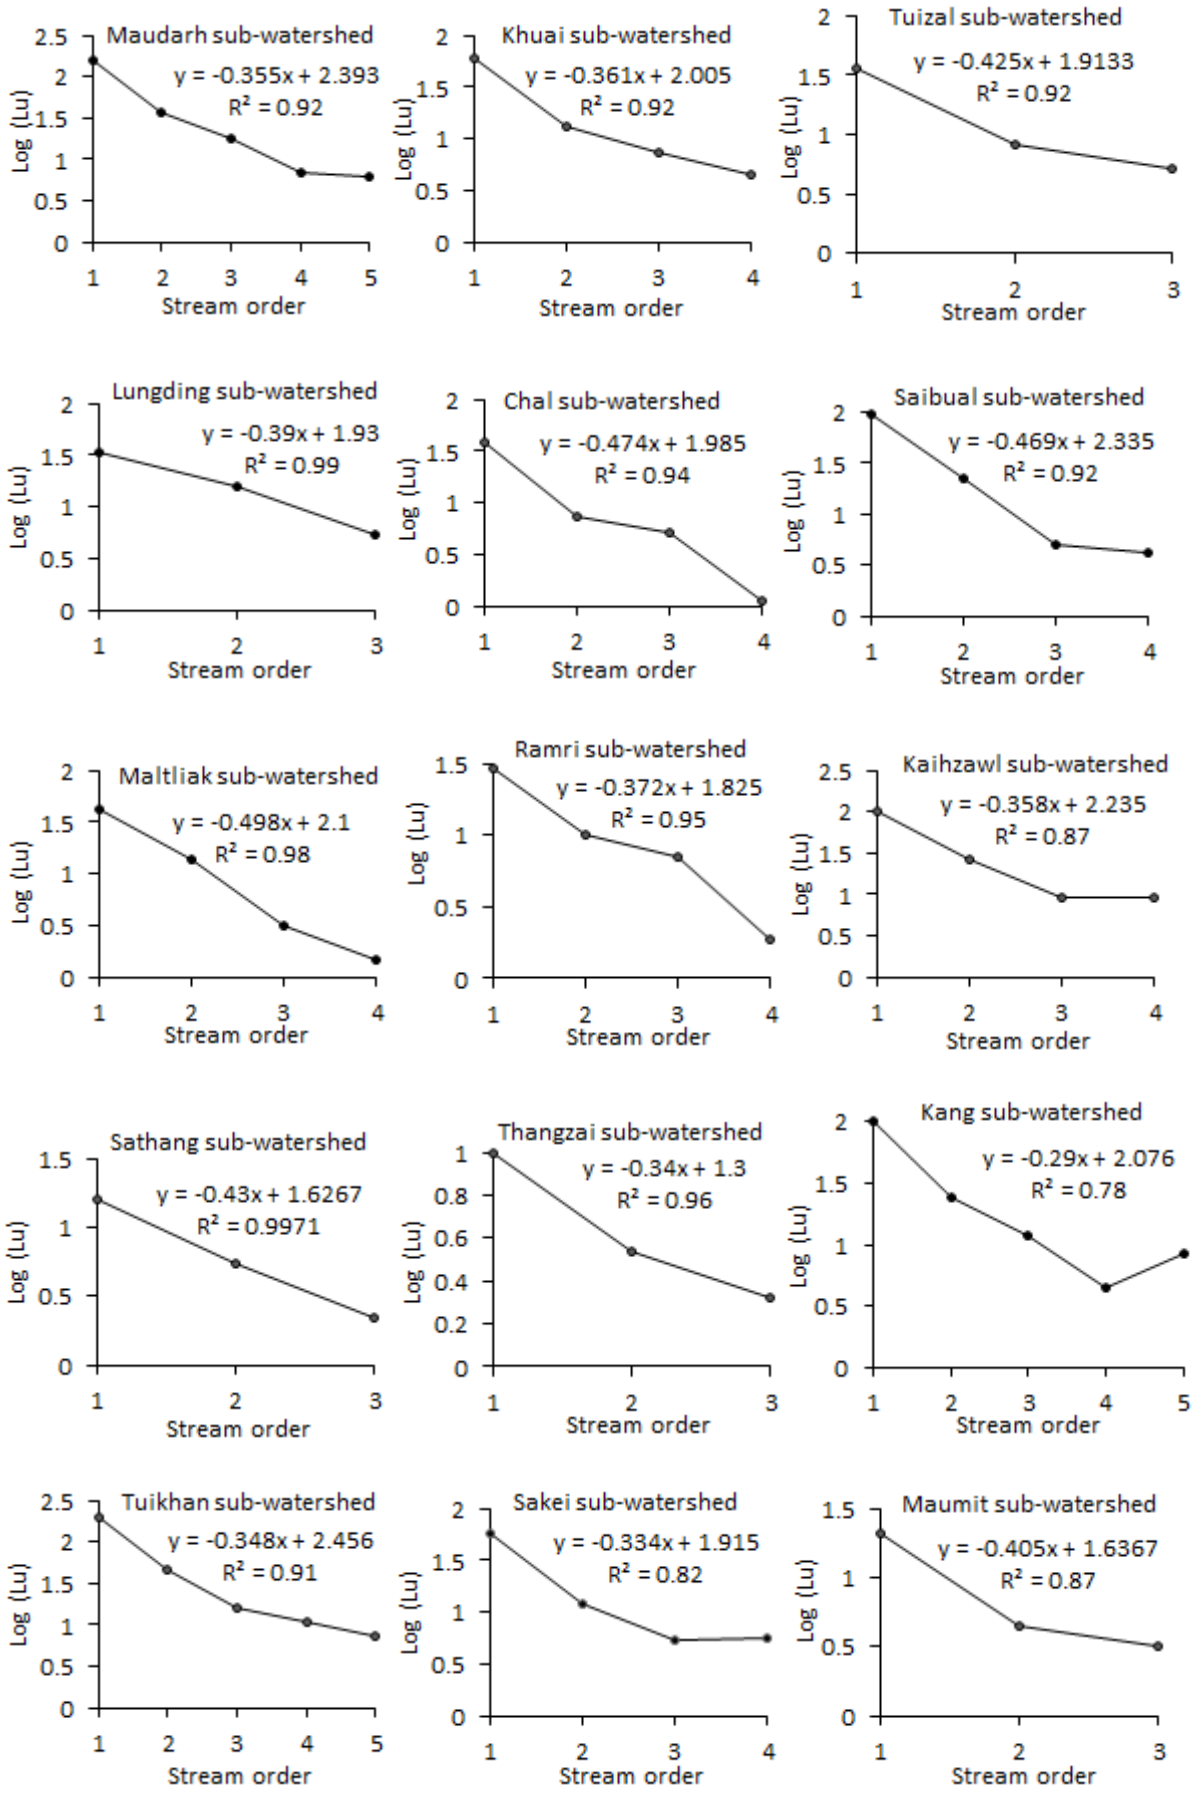 Maudarh sub-watershed
y = -0.355x + 2.393
R² = 0.92
2.5
2
1.5
1
0.5
0
Log (Lu)
1 2 3 4 5
Stream order
Khuai sub-watershed
y = -0.361x + 2.005
R² = 0.92
2
1.5
1
0.5
0
Log (Lu)
1 2 3 4
Stream order
Tuizal sub-watershed
y = -0.425x + 1.9133
R² = 0.92
2
1.5
1
0.5
0
Log (Lu)
1 2 3
Stream order
Lungding sub-watershed
y = -0.39x + 1.93
R² = 0.99
2
1.5
1
0.5
0
Log (Lu)
1 2 3
Stream order
Chal sub-watershed
y = -0.474x + 1.985
R² = 0.94
2
1.5
1
0.5
0
Log (Lu)
1 2 3 4
Stream order
Saibual sub-watershed
y = -0.469x + 2.335
R² = 0.92
2
1.5
1
0.5
0
Log (Lu)
1 2 3 4
Stream order
Maltliak sub-watershed
y = -0.498x + 2.1
R² = 0.98
2
1.5
1
0.5
0
Log (Lu)
1 2 3 4
Stream order
Ramri sub-watershed
y = -0.372x + 1.825
R² = 0.95
1.5
1
0.5
0
Log (Lu)
1 2 3 4
Stream order
Kaihzawl sub-watershed
y = -0.358x + 2.235
R² = 0.87
2.5
2
1.5
1
0.5
0
Log (Lu)
1 2 3 4
Stream order
Sathang sub-watershed
y = -0.43x + 1.6267
R² = 0.9971
1.5
1
0.5
0
Log (Lu)
1 2 3
Stream order
Thangzai sub-watershed
y = -0.34x + 1.3
R² = 0.96
1
0.8
0.6
0.4
0.2
0
Log (Lu)
1 2 3
Stream order
Kang sub-watershed
y = -0.29x + 2.076
R² = 0.78
2
1.5
1
0.5
0
Log (Lu)
1 2 3 4 5
Stream order
Tuikhan sub-watershed
y = -0.348x + 2.456
R² = 0.91
2.5
2
1.5
1
0.5
0
Log (Lu)
1 2 3 4 5
Stream order
Sakei sub-watershed
y = -0.334x + 1.915
R² = 0.82
2
1.5
1
0.5
0
Log (Lu)
1 2 3 4
Stream order
Maumit sub-watershed
y = -0.405x + 1.6367
R² = 0.87
1.5
1
0.5
0
Log (Lu)
1 2 3
Stream order